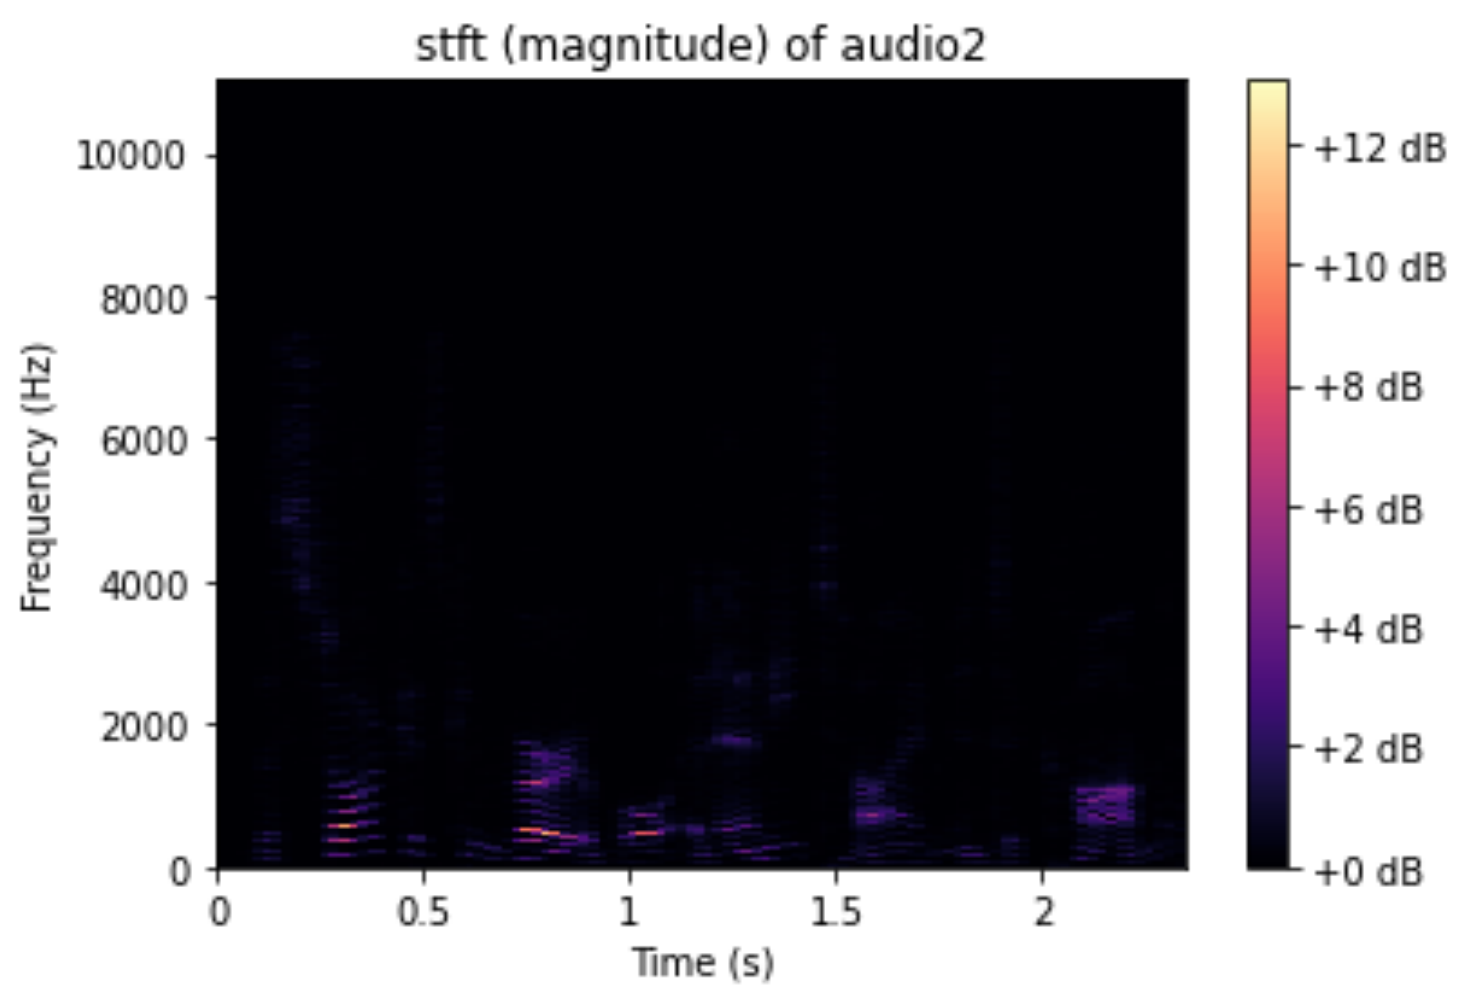 stft (magnitude) of audio2
Frequency (Hz)
10000
8000
6000
4000
2000
0
0
0.5
1
1.5
2
Time (s)
+12 dB
+10 dB
+8 dB
+6 dB
+4 dB
+2 dB
+0 dB